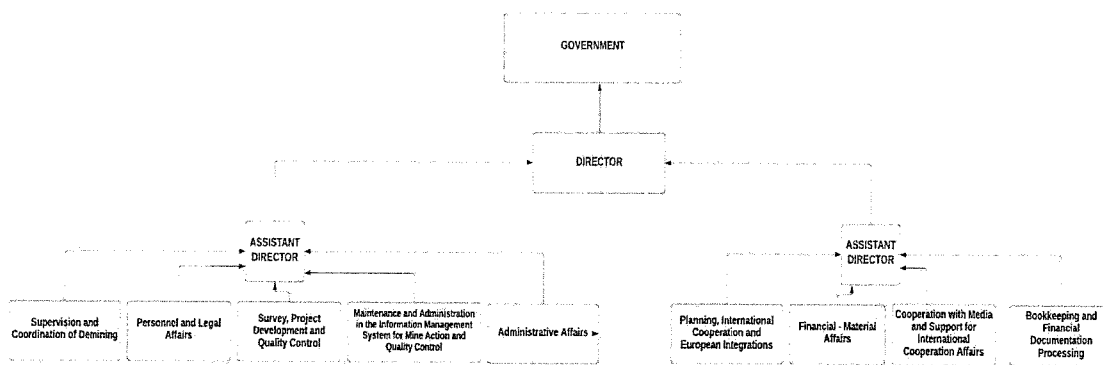 GOVERNMENT
DIRECTOR
ASSISTANT
DIRECTOR
ASSISTANT
DIRECTOR
Supervision and
Coordination of Demining
Personnel and Legal
Affairs
Survey, Project
Development and
Quality Control
Maintenance and Administration
in the Information Management
System for Mine Action and
Quality Control
Administrative Affairs
Planning, International
Cooperation and
European Integrations
Financial - Material
Affairs
Cooperation with Media
and Support for
International
Cooperation Affairs
Bookkeeping and
Financial
Documentation
Processing